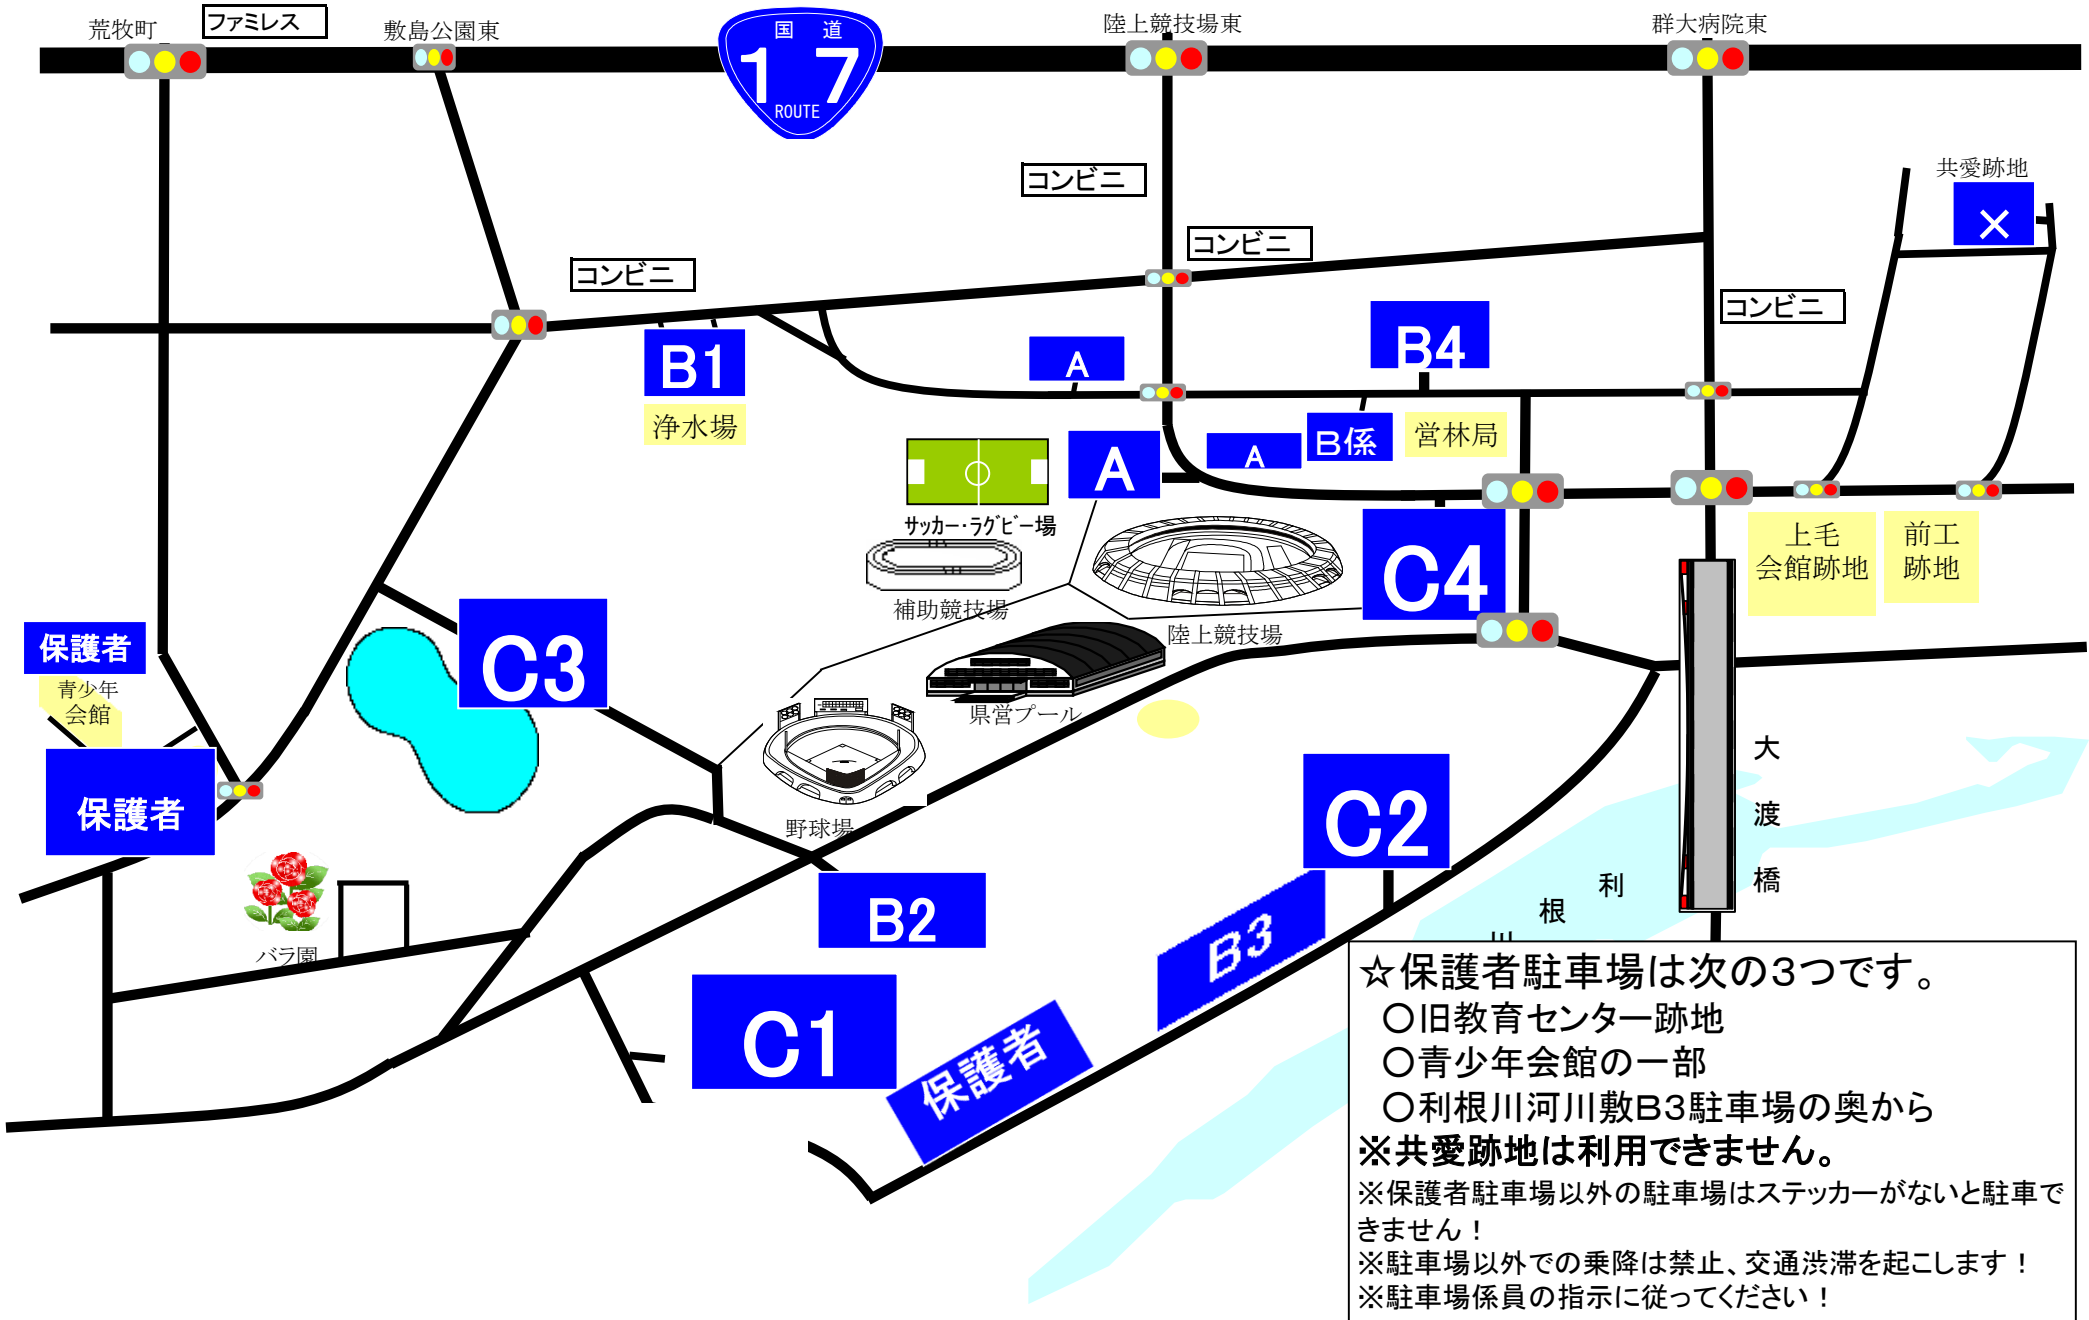 荒牧町
ファミレス
敷島公園東
国 道
17
ROUTE
陸上競技場東
群大病院東
コンビニ
共愛跡地
×
コンビニ
コンビニ
コンビニ
B1
浄水場
A
B4
A
A
B係
営林局
サッカー・ラグビー場
補助競技場
陸上競技場
C4
上毛
会館跡地
前工
跡地
保護者
青少年
会館
保護者
C3
県営プール
野球場
バラ園
B2
C1
C2
B3
保護者
大
渡
橋
利
根
川
☆保護者駐車場は次の3つです。
○旧教育センター跡地
○青少年会館の一部
○利根川河川敷B3駐車場の奥から
※共愛跡地は利用できません。
※保護者駐車場以外の駐車場はステッカーがないと駐車で
きません！
※駐車場以外での乗降は禁止、交通渋滞を起こします！
※駐車場係員の指示に従ってください！